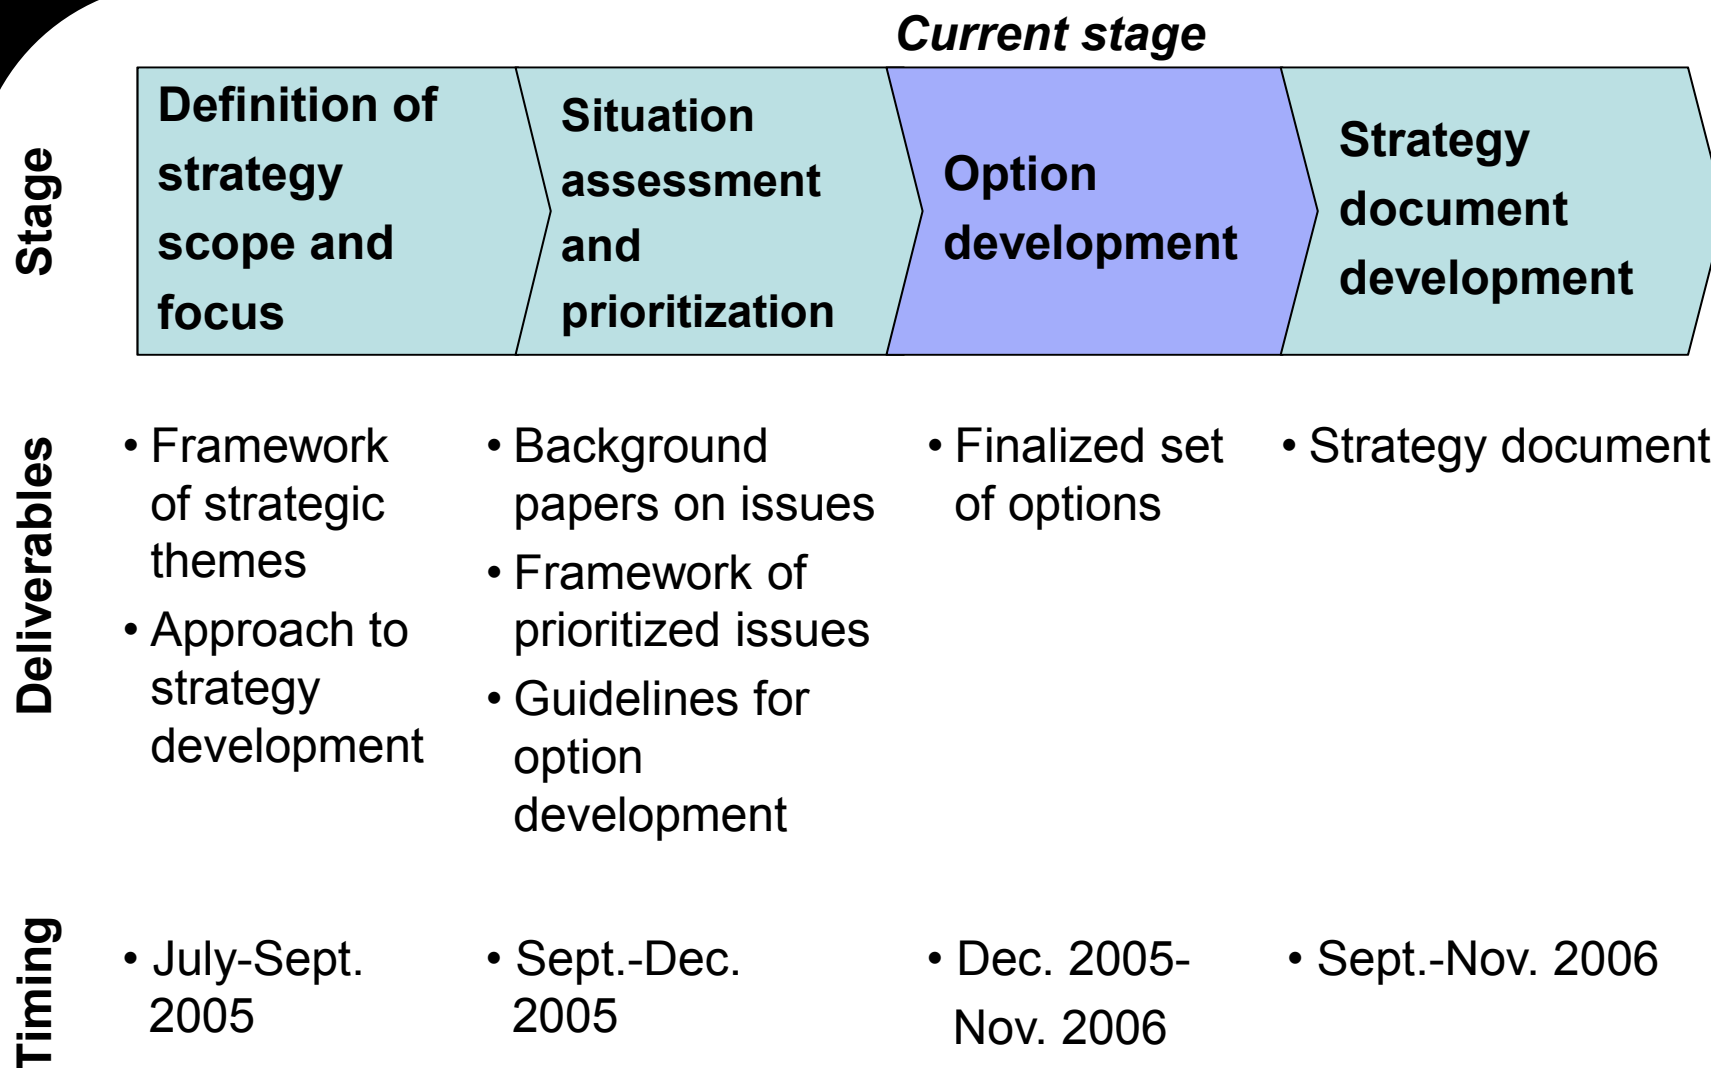 Current stage
Stage
Definition of
strategy
scope and
focus
Situation
assessment
and
prioritization
Option
development
Strategy
document
development
Deliverables
• Framework
of strategic
themes
• Approach to
strategy
development
• Background
papers on issues
• Framework of
prioritized issues
• Guidelines for
option
development
• Finalized set
of options
• Strategy document
Timing
• July-Sept.
2005
• Sept.-Dec.
2005
• Dec. 2005-
Nov. 2006
• Sept.-Nov. 2006